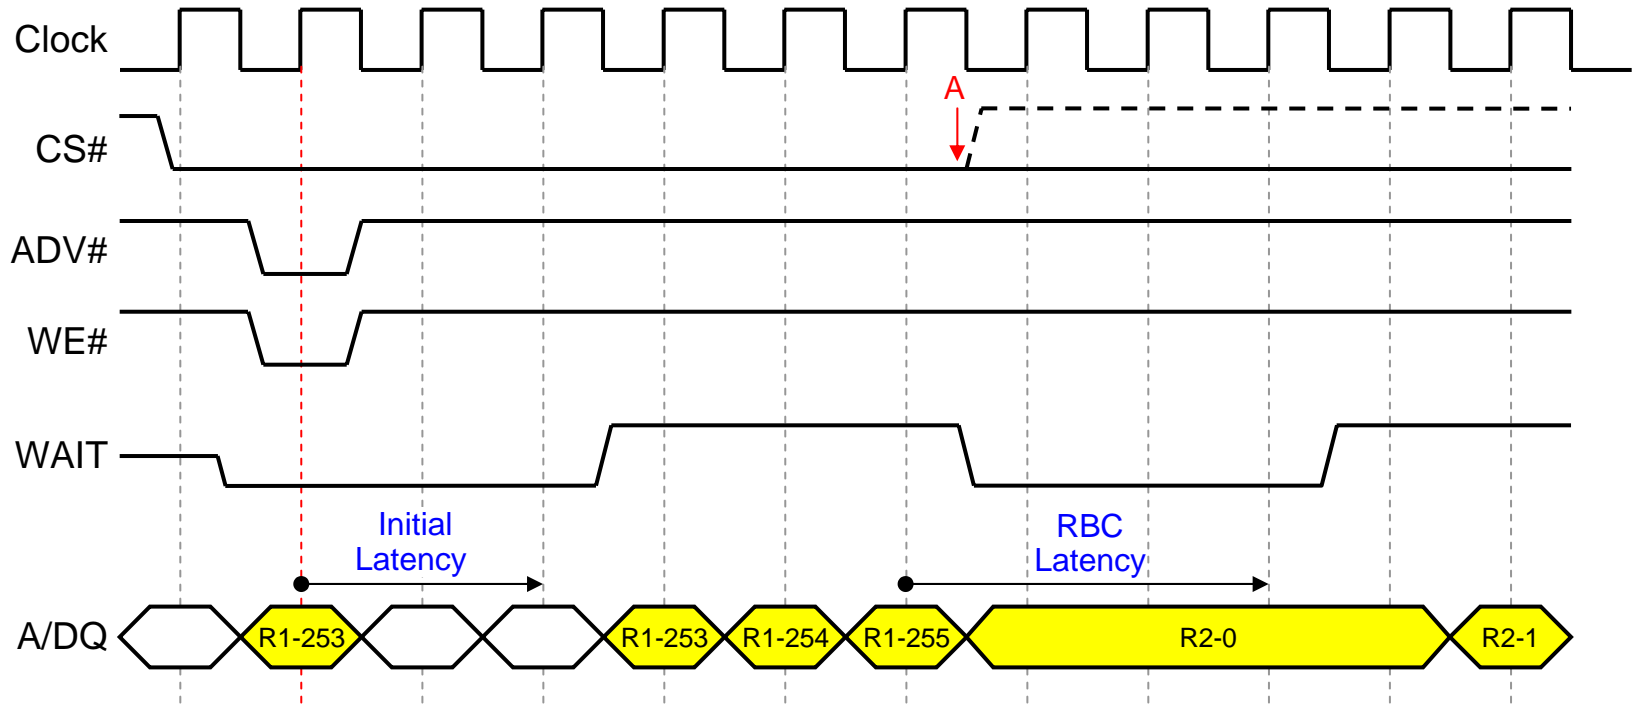 Clock
A
CS#
ADV#
WE#
WAIT
Initial
Latency
RBC
Latency
A/DQ
R1-253
R1-253
R1-254
R1-255
R2-0
R2-1